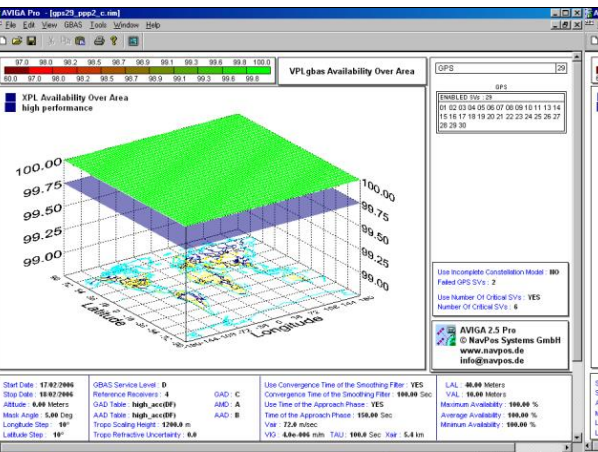 AVIGA Pro - [gps29_ppp2_c.rim]
File Edit View GBAS Tools Window Help
97.0 98.0 98.2 98.5 98.7 98.9 98.1 99.3 99.6 99.8 100.0
60.0 97.0 98.0 98.2 98.5 98.7 98.9 99.1 99.3 99.6 99.8
VPLgbas Availability Over Area
GPS 29
XPL Availability Over Area
high performance
GPS
ENABLED SVs : 29
01 02 03 04 05 06 07 08 09 10 11 13 14
15 16 17 18 19 20 21 22 23 24 25 26 27
28 29 30
100.00
99.75
99.50
99.25
99.00
100.00
99.75
99.50
99.25
99.00
Latitude
Longitude
Use Incomplete Constellation Model : NO
Failed GPS SVs : 2
Use Number Of Critical SVs : YES
Number Of Critical SVs : 6
AVIGA 2.5 Pro
© NavPos Systems GmbH
www.navpos.de
info@navpos.de
Start Date : 17/02/2006
Stop Date : 18/02/2006
Altitude : 0.00 Meters
Mask Angle : 5,00 Deg
Longitude Step : 10°
Latitude Step : 10°
GBAS Service Level : D
Reference Receivers : 4 GAD : C
GAD Table : high_acc(DF) AMD : A
AAD Table : high_acc(DF) AAD : B
Tropo Scaling Height : 1200.0 m
Tropo Refractive Uncertainty : 0.0
Use Convergence Time of the Smoothing Filter : YES
Convergence Time of the Smoothing Filter : 100.00 Sec
Use Time of the Approach Phase : YES
Time of the Approach Phase : 150.00 Sec
Vair : 72.0 m/sec
VIG : 4.0e-006 m/m TAU : 100.0 Sec Xair : 5.4 km
LAL : 40.00 Meters
VAL : 10.00 Meters
Maximum Availability : 100.00 %
Average Availability : 100.00 %
Minimum Availability : 100.00 %